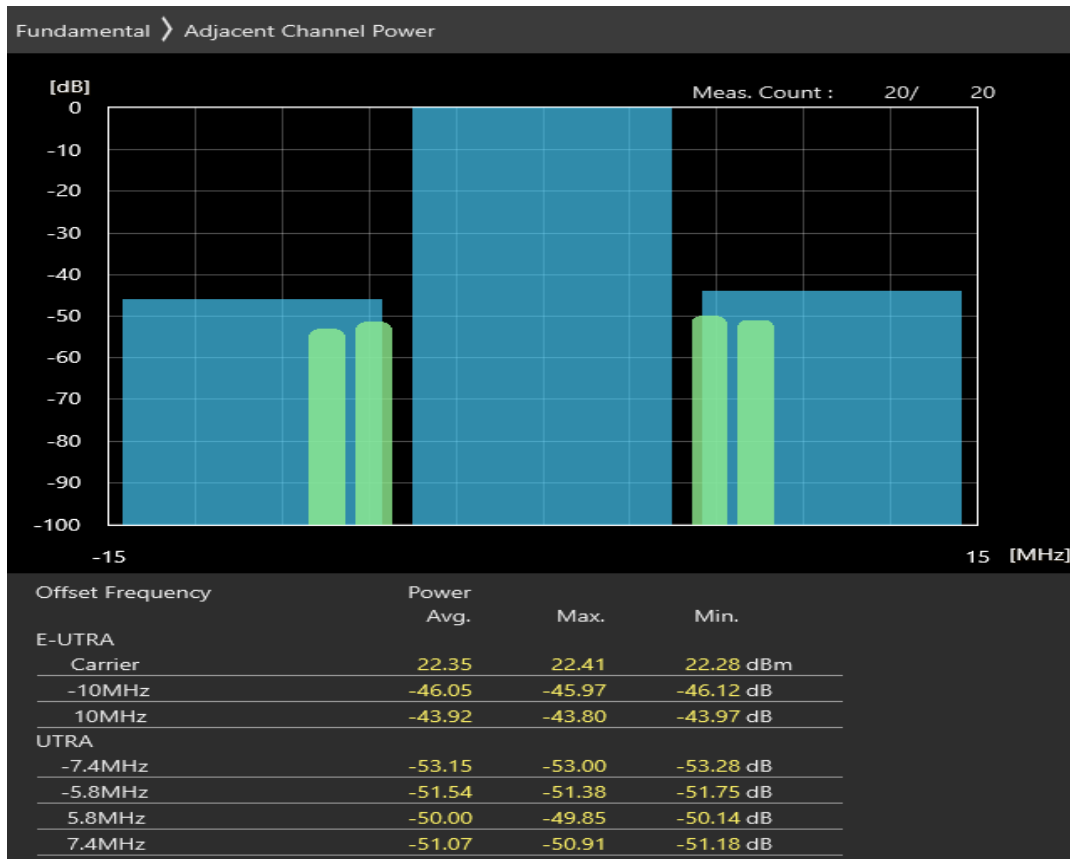 Fundamental ❯ Adjacent Channel Power
[dB]
Meas. Count : 20/ 20
0
-10
-20
-30
-40
-50
-60
-70
-80
-90
-100
-15 15 [MHz]
Offset Frequency Power
Avg. Max. Min.
E-UTRA
Carrier 22.35 22.41 22.28 dBm
-10MHz -46.05 -45.97 -46.12 dB
10MHz -43.92 -43.80 -43.97 dB
UTRA
-7.4MHz -53.15 -53.00 -53.28 dB
-5.8MHz -51.54 -51.38 -51.75 dB
5.8MHz -50.00 -49.85 -50.14 dB
7.4MHz -51.07 -50.91 -51.18 dB